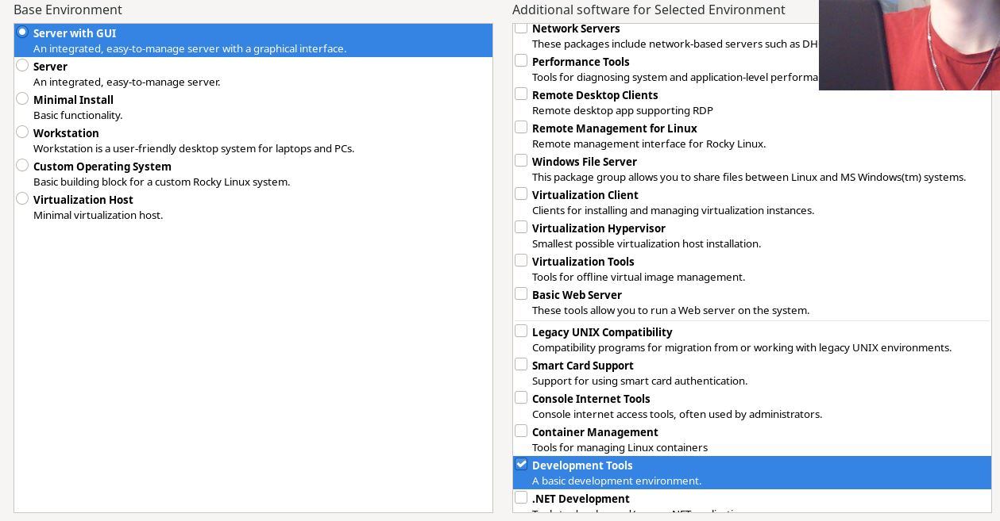 Base Environment
Server with GUI
An integrated, easy-to-manage server with a graphical interface.
Server
An integrated, easy-to-manage server.
Minimal Install
Basic functionality.
Workstation
Workstation is a user-friendly desktop system for laptops and PCs.
Custom Operating System
Basic building block for a custom Rocky Linux system.
Virtualization Host
Minimal virtualization host.
Additional software for Selected Environment
Network Servers
These packages include network-based servers such as DH
Performance Tools
Tools for diagnosing system and application-level performa
Remote Desktop Clients
Remote desktop app supporting RDP
Remote Management for Linux
Remote management interface for Rocky Linux.
Windows File Server
This package group allows you to share files between Linux and MS Windows(tm) systems.
Virtualization Client
Clients for installing and managing virtualization instances.
Virtualization Hypervisor
Smallest possible virtualization host installation.
Virtualization Tools
Tools for offline virtual image management.
Basic Web Server
These tools allow you to run a Web server on the system.
Legacy UNIX Compatibility
Compatibility programs for migration from or working with legacy UNIX environments.
Smart Card Support
Support for using smart card authentication.
Console Internet Tools
Console internet access tools, often used by administrators.
Container Management
Tools for managing Linux containers
Development Tools
A basic development environment.
.NET Development